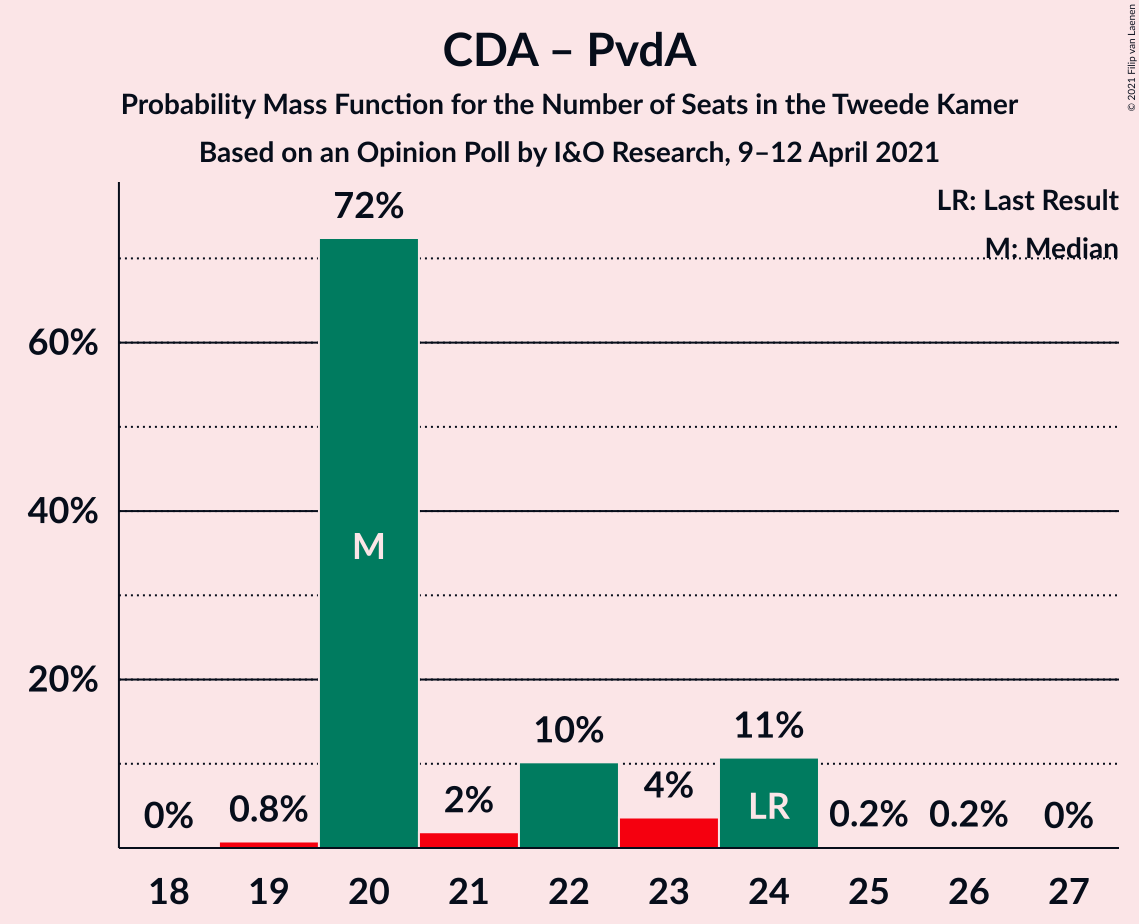 CDA – PvdA
Probability Mass Function for the Number of Seats in the Tweede Kamer
Based on an Opinion Poll by I&O Research, 9–12 April 2021
© 2021 Filip van Laenen
LR: Last Result
M: Median
72%
60%
40%
20%
M
0%
0.8%
2%
10%
4%
11%
LR
0.2%
0.2%
0%
18 19 20 21 22 23 24 25 26 27